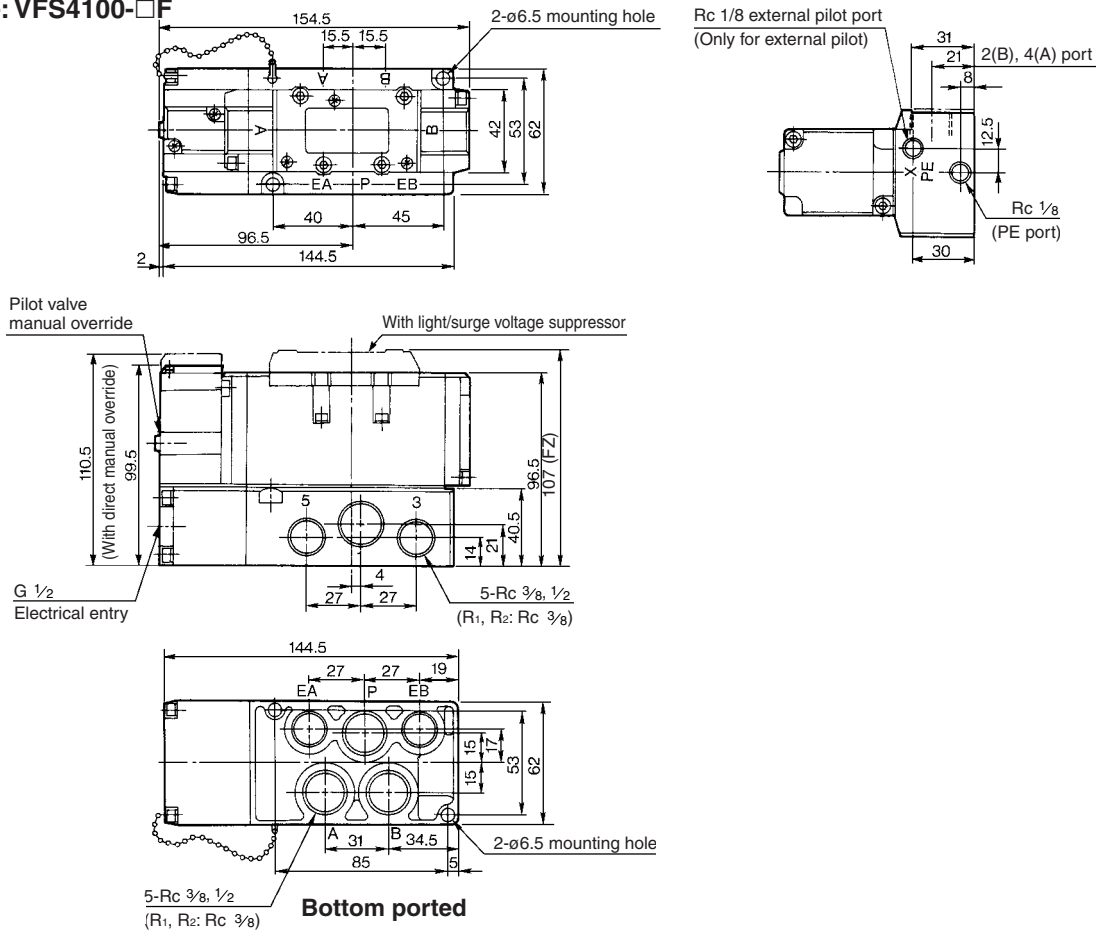 : VFS4100-□F
154.5
15.5 15.5
2-ø6.5 mounting hole
A B
A B
42
53
62
EA P EB
40 45
96.5
2 144.5
Rc 1/8 external pilot port
(Only for external pilot)
31
21
2(B), 4(A) port
8
12.5
X
PE
Rc 1/8
(PE port)
30
Pilot valve
manual override
With light/surge voltage suppressor
110.5
(With direct manual override)
99.5
96.5
107 (FZ)
5 3
40.5
21
14
4
27 27
G 1/2
Electrical entry
5-Rc 3/8, 1/2
(R1, R2: Rc 3/8)
144.5
27 27 19
EA P EB
15
17
15
53
62
A B
31 34.5
85 5
2-ø6.5 mounting hole
5-Rc 3/8, 1/2
(R1, R2: Rc 3/8)
Bottom ported